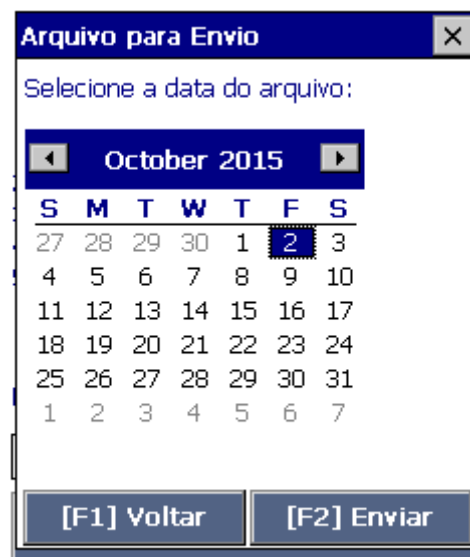 Arquivo para Envio
Selecione a data do arquivo:
October 2015
S M T W T F S
27 28 29 30 1 2 3
4 5 6 7 8 9 10
11 12 13 14 15 16 17
18 19 20 21 22 23 24
25 26 27 28 29 30 31
1 2 3 4 5 6 7
[F1] Voltar [F2] Enviar